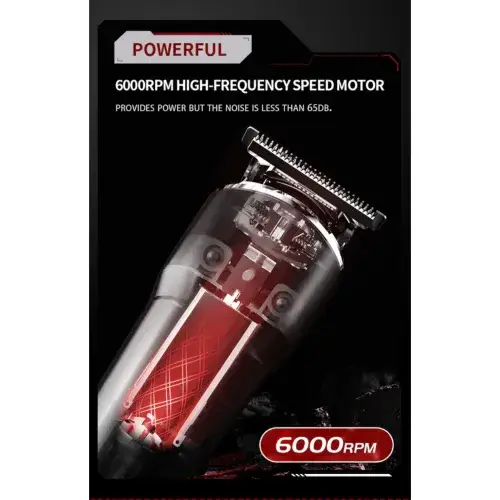 POWERFUL
6000RPM HIGH-FREQUENCY SPEED MOTOR
PROVIDES POWER BUT THE NOISE IS LESS THAN 65DB.
6000RPM